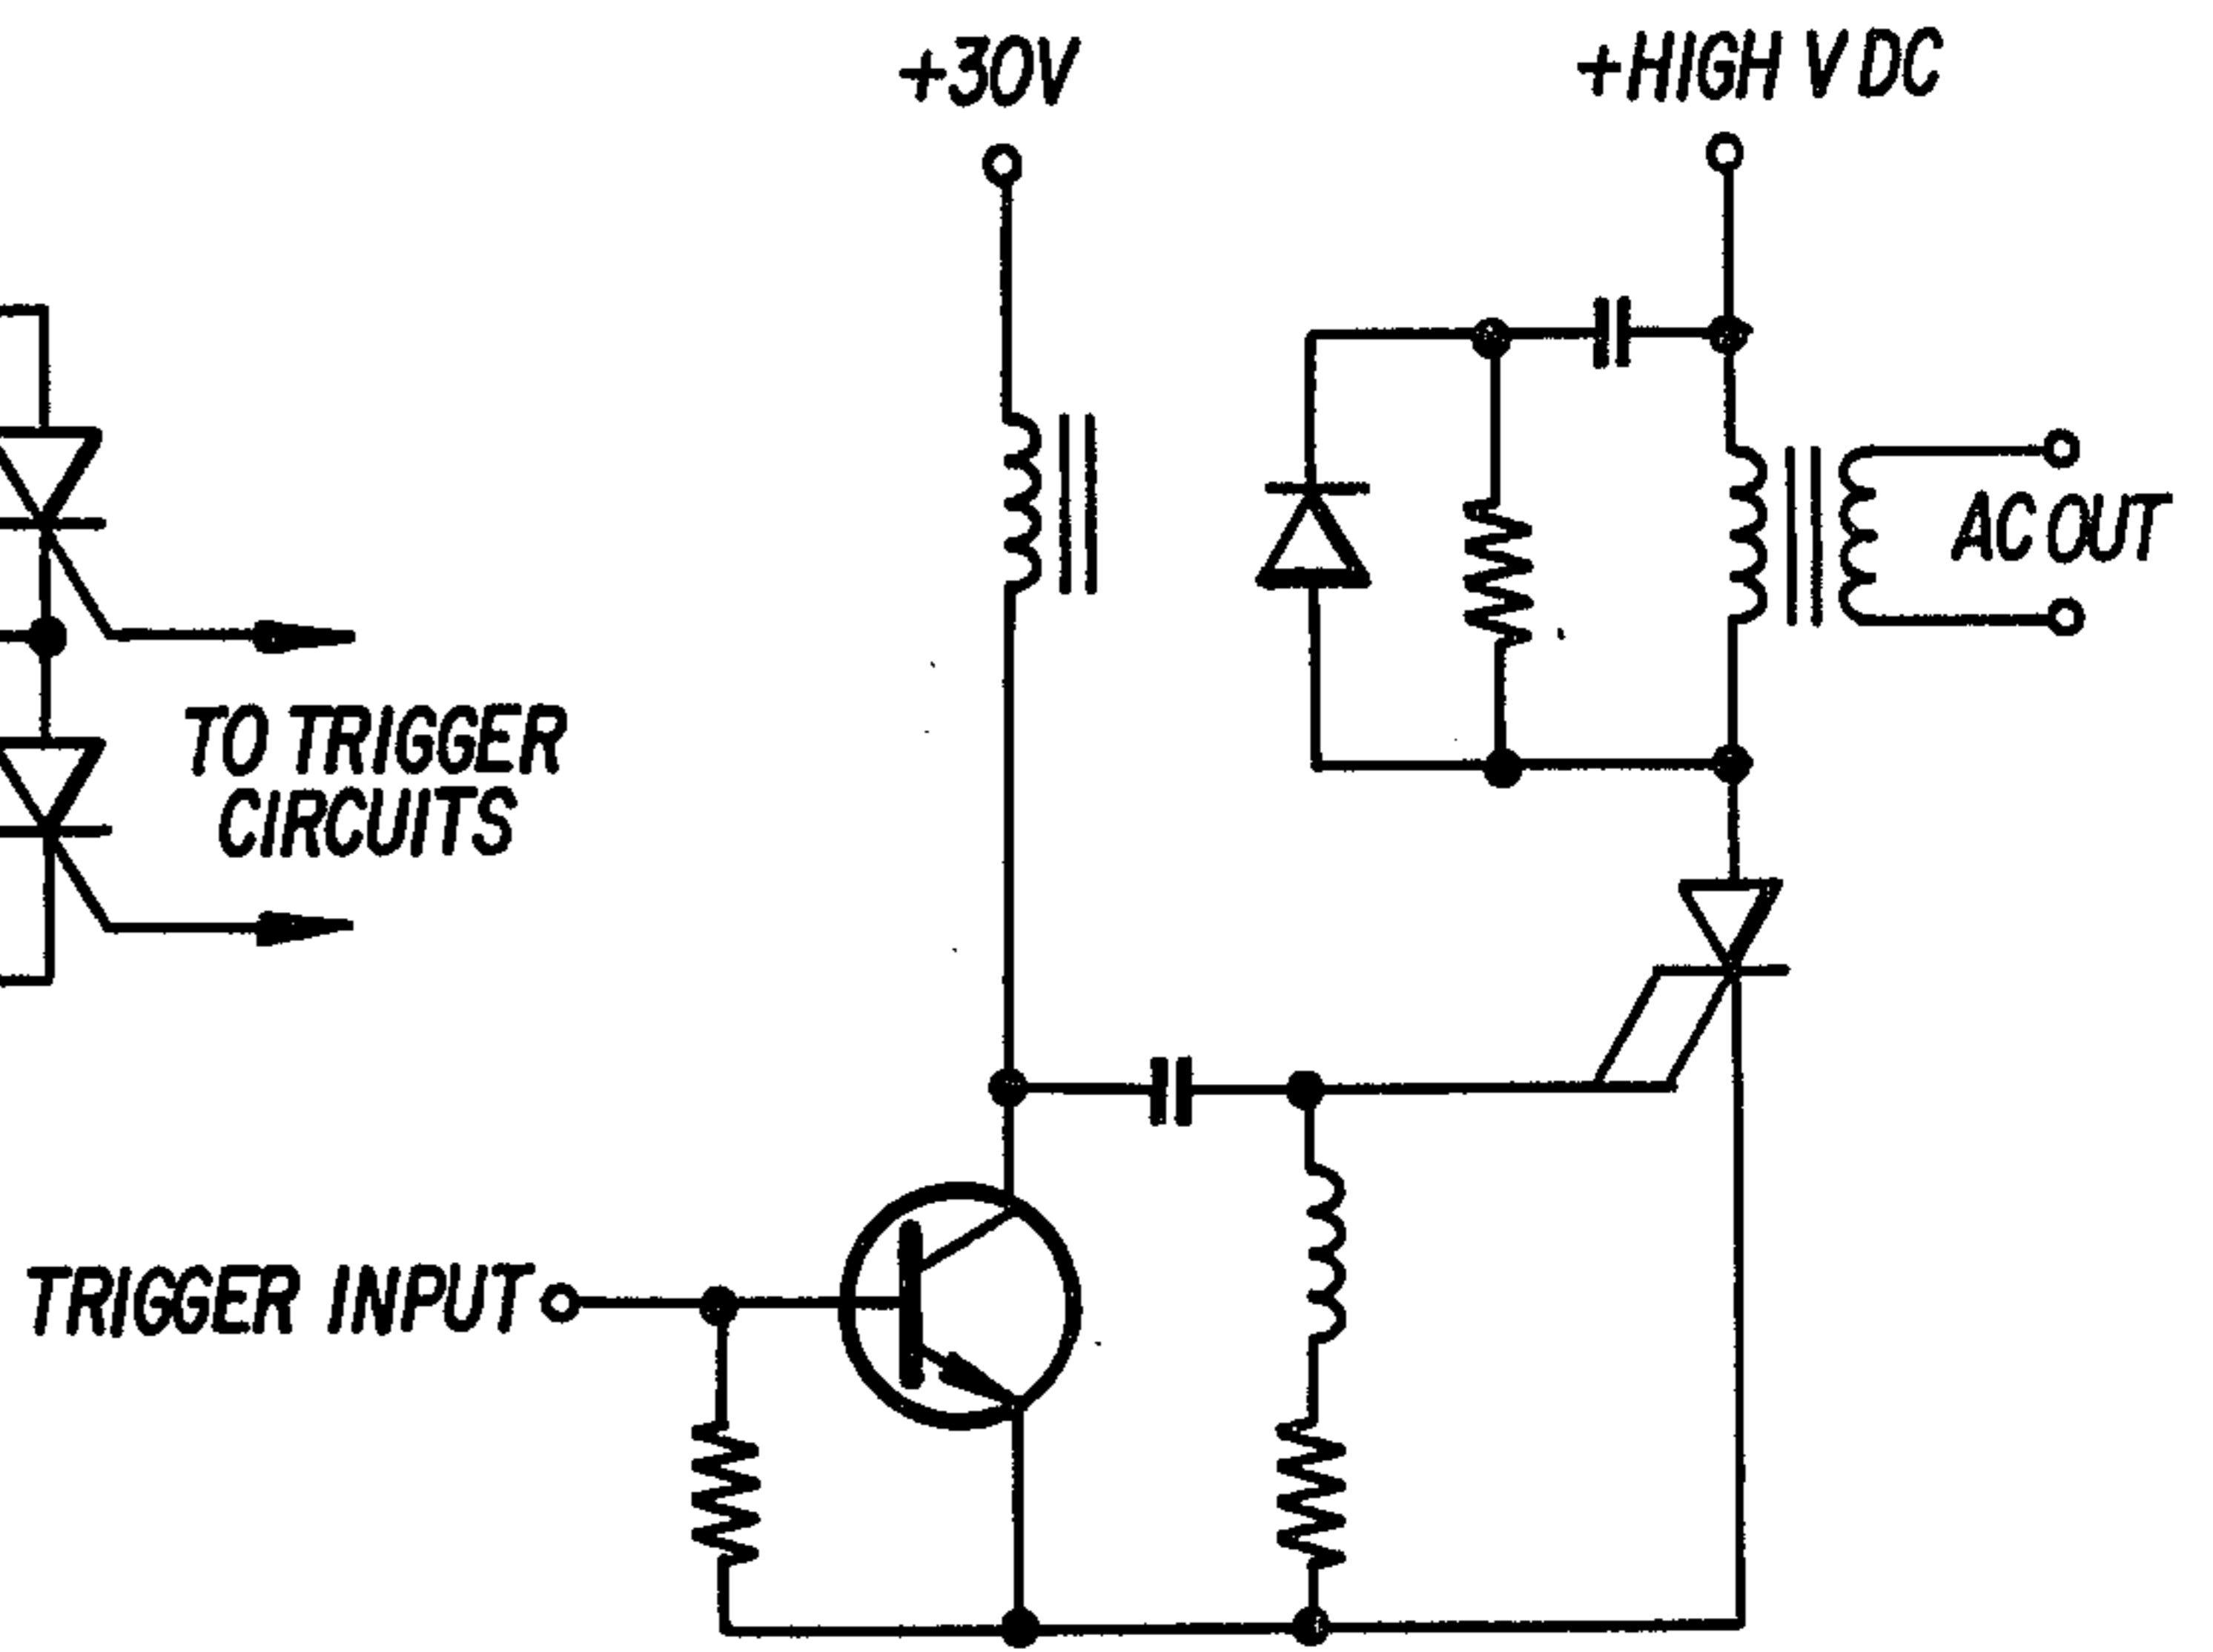 +30V
+HIGH V DC
AC OUT
TO TRIGGER
CIRCUITS
TRIGGER INPUT